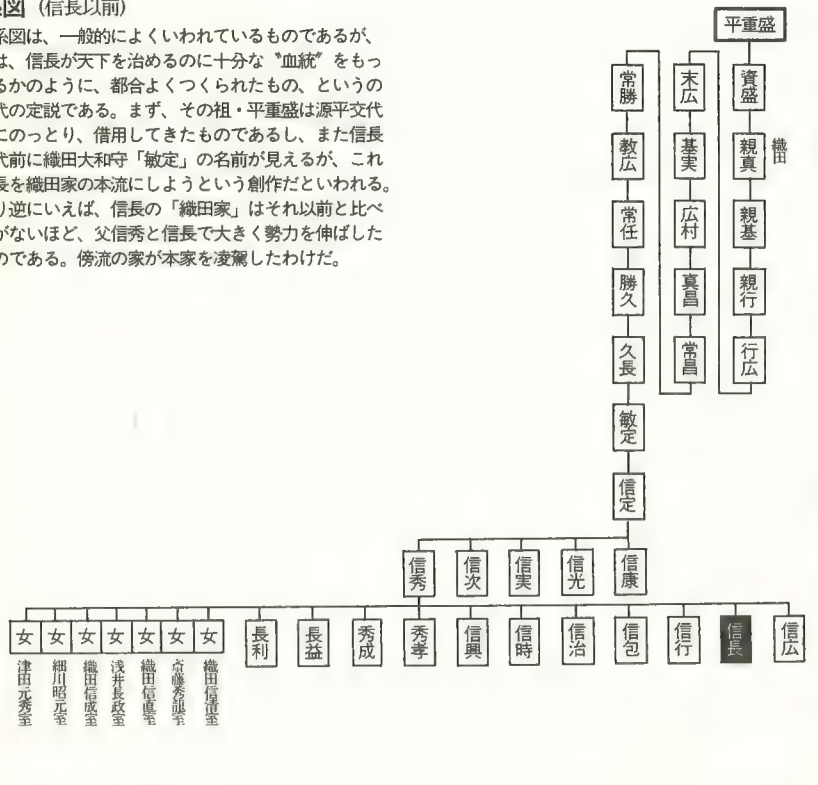 系図（信長以前）
系図は、一般的によくいわれているものであるが、
は、信長が天下を治めるのに十分な〝血統〟をもっ
るかのように、都合よくつくられたもの、というの
代の定説である。まず、その祖・平重盛は源平交代
にのっとり、借用してきたものであるし、また信長
代前に織田大和守「敏定」の名前が見えるが、これ
長を織田家の本流にしようという創作だといわれる。
り逆にいえば、信長の「織田家」はそれ以前と比べ
がないほど、父信秀と信長で大きく勢力を伸ばした
のである。傍流の家が本家を凌駕したわけだ。
平重盛
資盛
織田
親真
親基
親行
行広
末広
基実
広村
真昌
常昌
常勝
教広
常任
勝久
久長
敏定
信定
信康
信光
信実
信次
信秀
信広
信長
信行
信包
信治
信時
信興
秀孝
秀成
長益
長利
女
織田信清室
女
斎藤秀龍室
女
織田信直室
女
浅井長政室
女
織田信成室
女
細川昭元室
女
津田元秀室